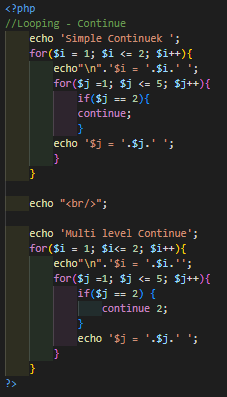 <?php
//Looping - Continue
echo 'Simple Continuek ';
for($i = 1; $i <= 2; $i++){
echo"\n".'$i = '.$i.' ';
for($j =1; $j <= 5; $j++){
if($j == 2){
continue;
}
echo '$j = '.$j.' ';
}
}
echo "<br/>";
echo 'Multi level Continue';
for($i = 1; $i<= 2; $i++){
echo"\n".'$i = '.$i.'';
for($j =1; $j <= 5; $j++){
if($j == 2) {
continue 2;
}
echo '$j = '.$j.' ';
}
}
?>